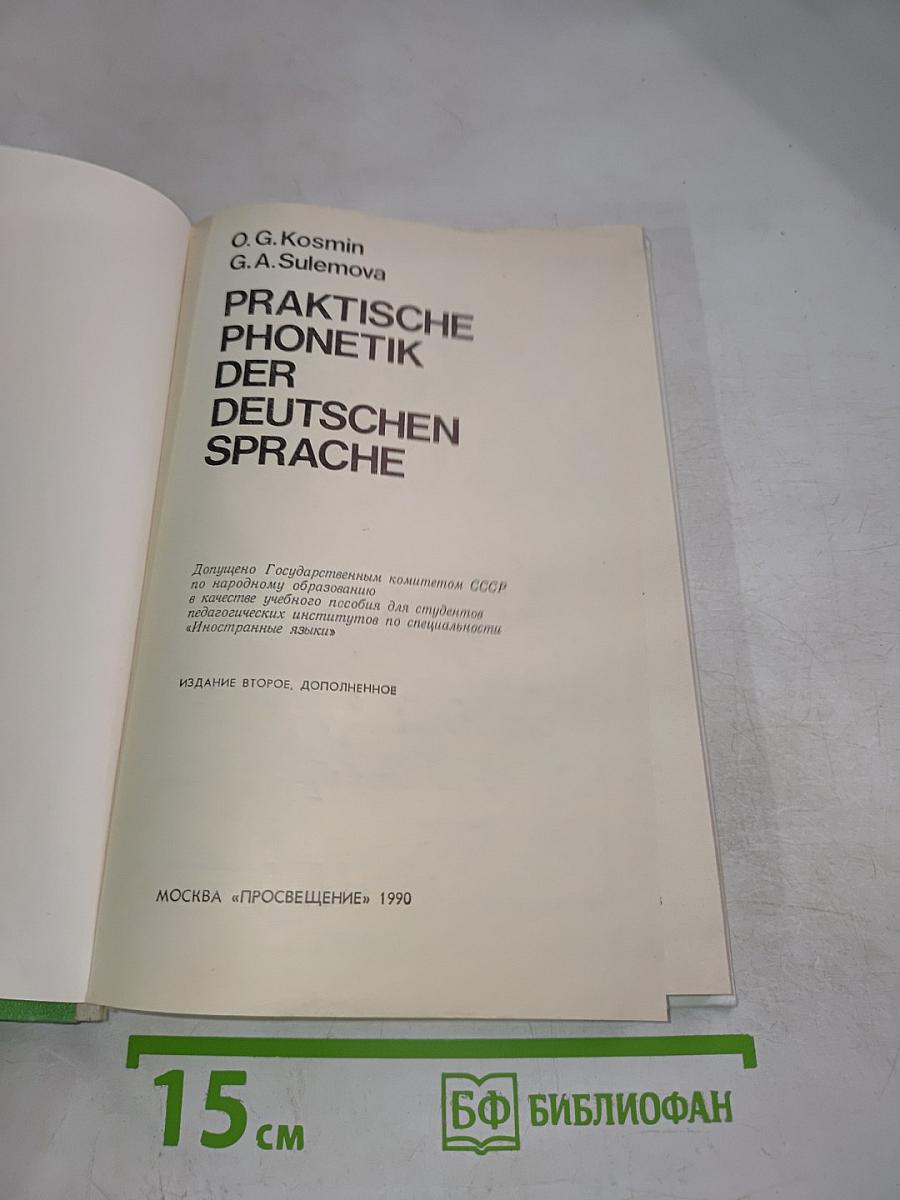 O. G. Kosmin
G. A. Sulemova
PRAKTISCHE
PHONETIK
DER
DEUTSCHEN
SPRACHE
Допущено Государственным комитетом СССР
по народному образованию
в качестве учебного пособия для студентов
педагогических институтов по специальности
«Иностранные языки»
ИЗДАНИЕ ВТОРОЕ, ДОПОЛНЕННОЕ
МОСКВА «ПРОСВЕЩЕНИЕ» 1990
15 см
БФ БИБЛИОФАН